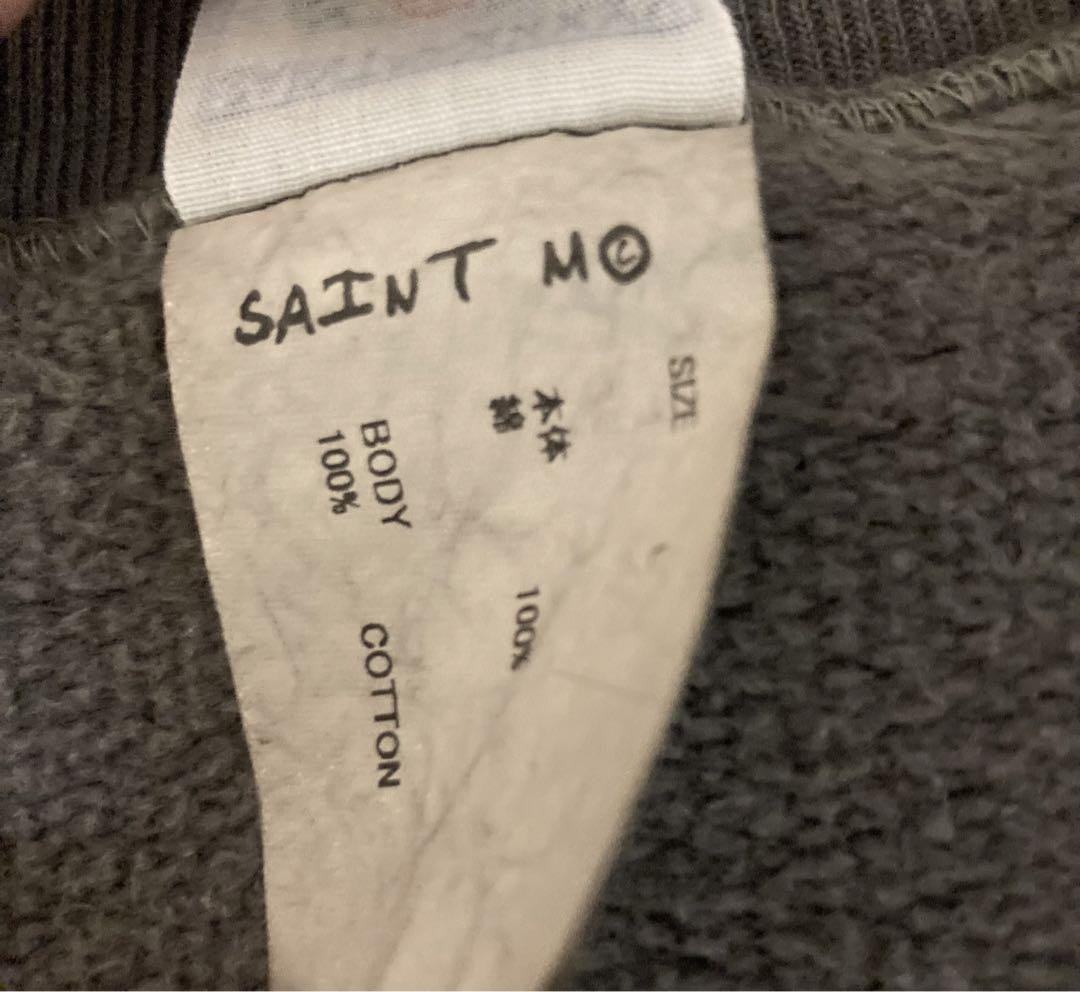 SAINT M©
SIZE
本体
綿 100%
BODY
100% COTTON